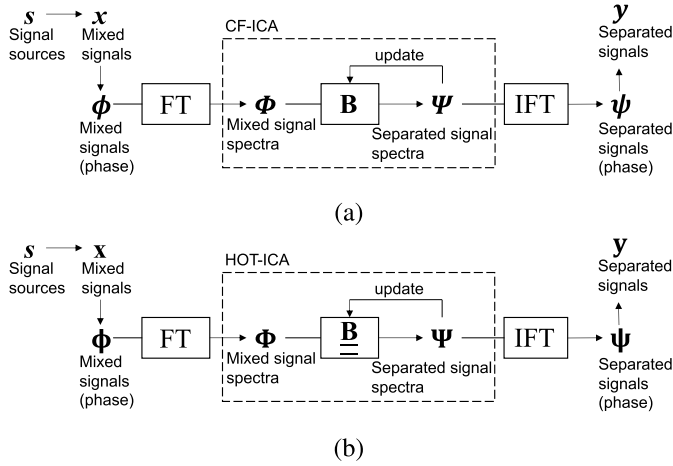 s x
Signal sources
Mixed signals
CF-ICA
y
Separated signals
update
ϕ FT Φ B Ψ IFT ψ
Mixed signals (phase)
Mixed signal spectra
Separated signal spectra
Separated signals (phase)
(a)
s x
Signal sources
Mixed signals
HOT-ICA
y
Separated signals
update
ϕ FT Φ B Ψ IFT ψ
Mixed signals (phase)
Mixed signal spectra
Separated signal spectra
Separated signals (phase)
(b)